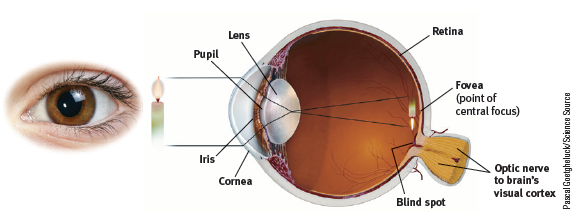 Lens
Retina
Pupil
Fovea
(point of
central focus)
Iris
Cornea
Optic nerve
to brain's
visual cortex
Blind spot
Pascal Goetgheluck/Science Source